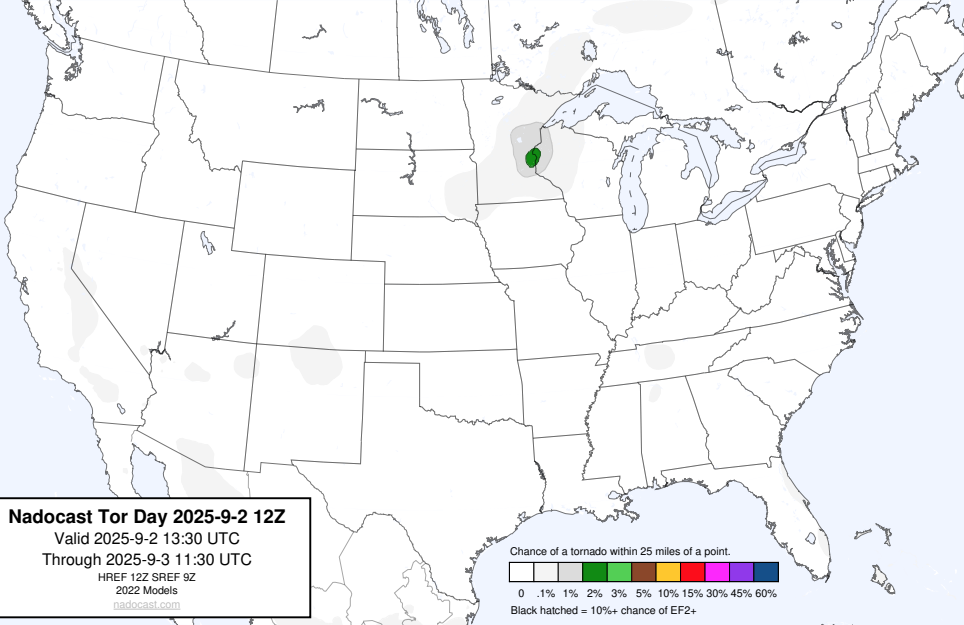 Nadocast Tor Day 2025-9-2 12Z
Valid 2025-9-2 13:30 UTC
Through 2025-9-3 11:30 UTC
HREF 12Z SREF 9Z
2022 Models
nadocast.com
Chance of a tornado within 25 miles of a point.
0 .1% 1% 2% 3% 5% 10% 15% 30% 45% 60%
Black hatched = 10%+ chance of EF2+